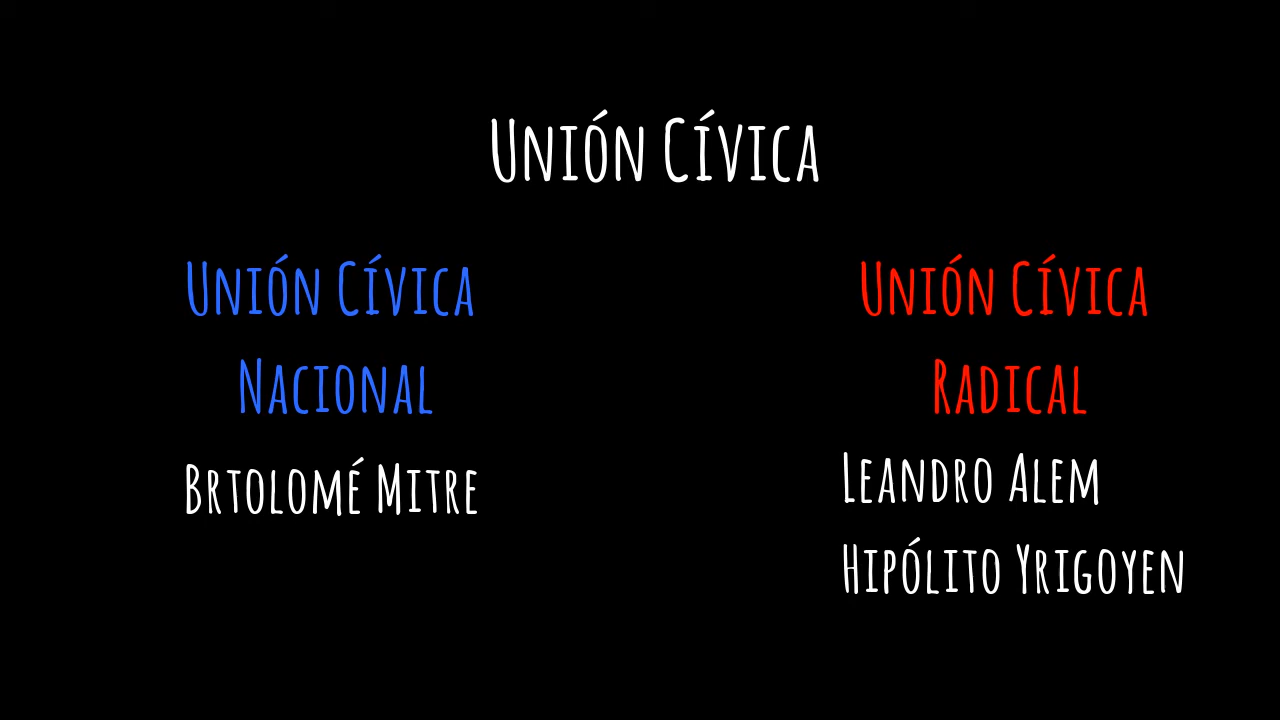 Unión Cívica
Unión Cívica
Nacional
Brtolomé Mitre
Unión Cívica
Radical
Leandro Alem
Hipólito Yrigoyen